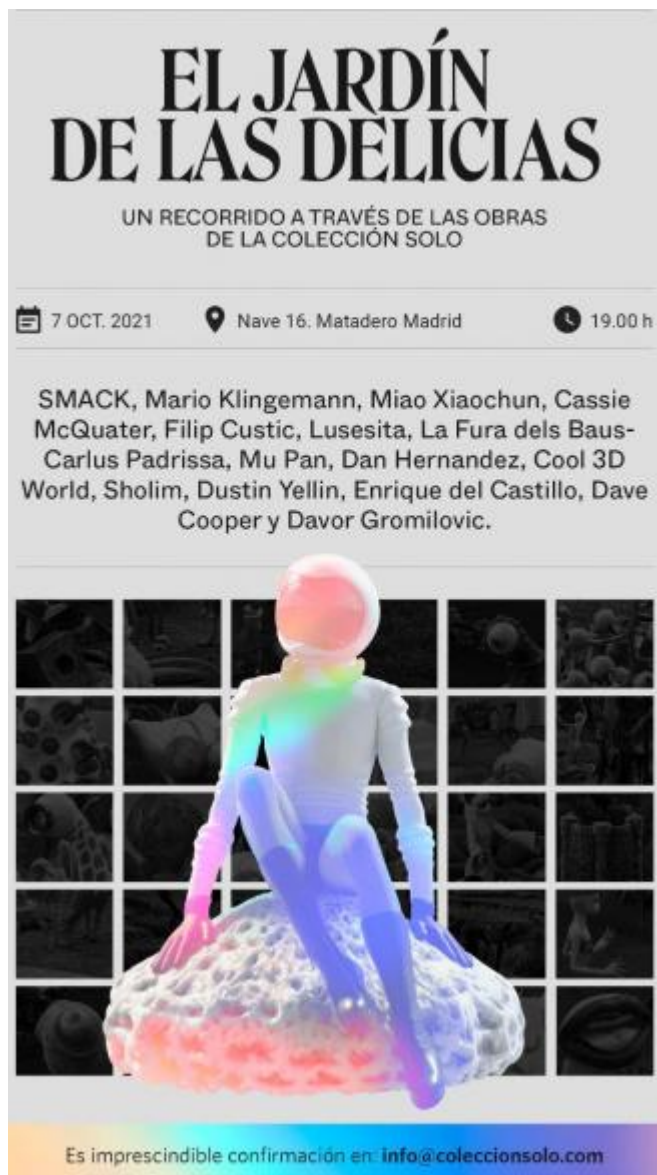 EL JARDÍN
DE LAS DELICIAS
UN RECORRIDO A TRAVÉS DE LAS OBRAS
DE LA COLECCIÓN SOLO
7 OCT. 2021 Nave 16. Matadero Madrid 19.00 h
SMACK, Mario Klingemann, Miao Xiaochun, Cassie
McQuater, Filip Custic, Lusesita, La Fura dels Baus-
Carlus Padrissa, Mu Pan, Dan Hernandez, Cool 3D
World, Sholim, Dustin Yellin, Enrique del Castillo, Dave
Cooper y Davor Gromilovic.
Es imprescindible confirmación en: info@coleccionsolo.com